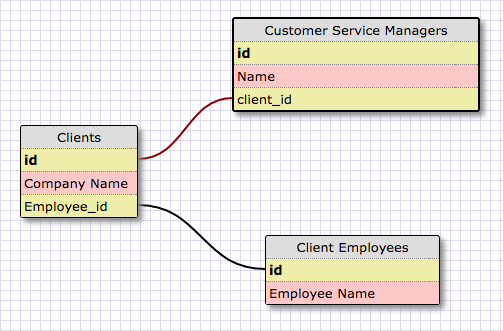 Customer Service Managers
id
Name
client_id
Clients
id
Company Name
Employee_id
Client Employees
id
Employee Name